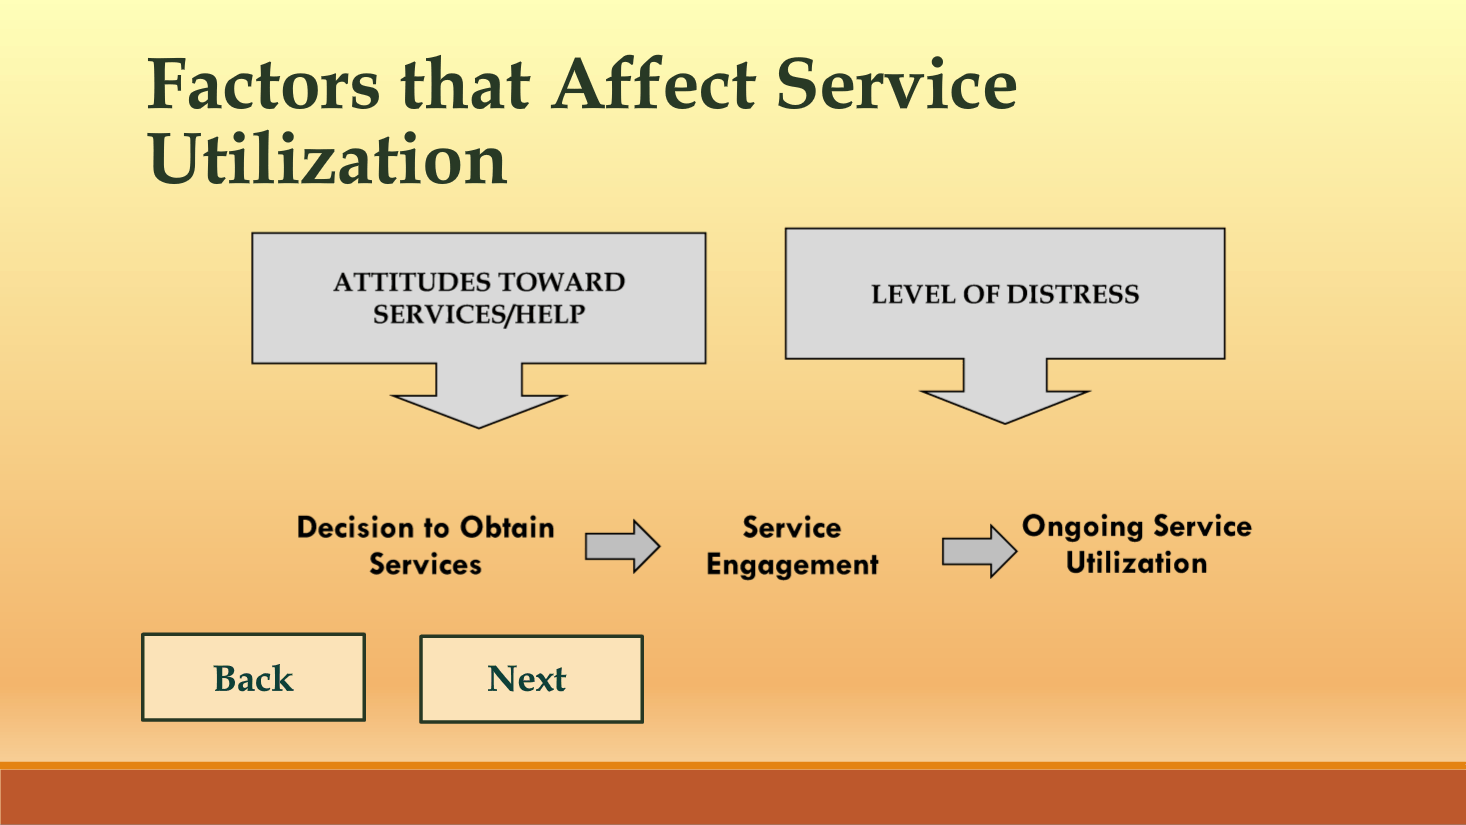 Factors that Affect Service
Utilization
ATTITUDES TOWARD
SERVICES/HELP
LEVEL OF DISTRESS
Decision to Obtain
Services
Service
Engagement
Ongoing Service
Utilization
Back
Next